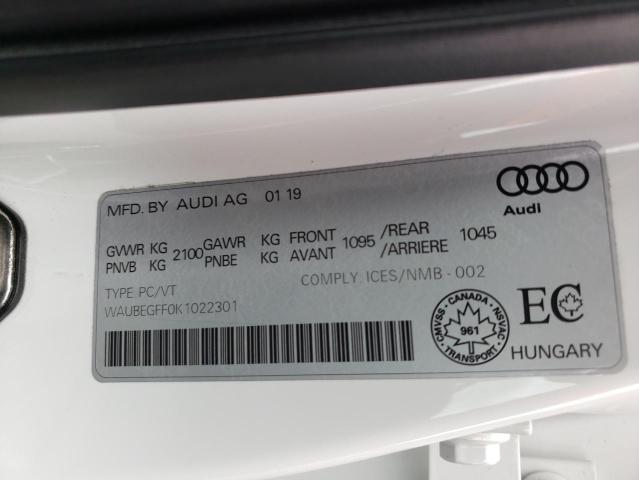 MFD. BY AUDI AG 01 19
Audi
GVWR KG 2100 GAWR KG FRONT 1095 /REAR 1045
PNVB KG PNBE KG AVANT /ARRIERE
COMPLY. ICES/NMB - 002
TYPE PC/VT
WAUBEGFF0K1022301
CMVSS - CANADA - NSVAC
961
TRANSPORT
EC
HUNGARY